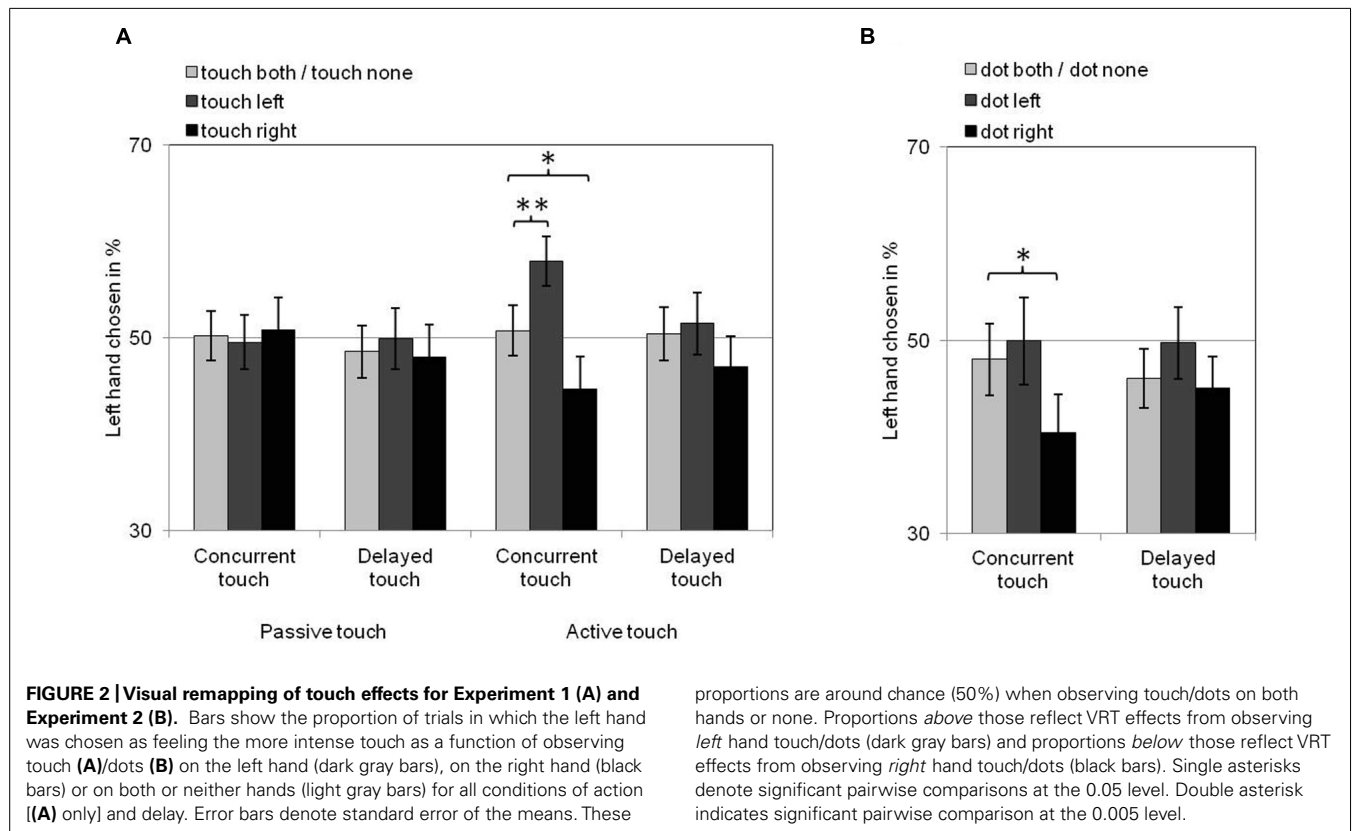 A
touch both / touch none
touch left
touch right
70
50
30
Left hand chosen in %
*
**
Concurrent touch
Delayed touch
Concurrent touch
Delayed touch
Passive touch
Active touch
B
dot both / dot none
dot left
dot right
70
50
30
Left hand chosen in %
*
Concurrent touch
Delayed touch
FIGURE 2 | Visual remapping of touch effects for Experiment 1 (A) and
Experiment 2 (B). Bars show the proportion of trials in which the left hand
was chosen as feeling the more intense touch as a function of observing
touch (A)/dots (B) on the left hand (dark gray bars), on the right hand (black
bars) or on both or neither hands (light gray bars) for all conditions of action
[(A) only] and delay. Error bars denote standard error of the means. These
proportions are around chance (50%) when observing touch/dots on both
hands or none. Proportions above those reflect VRT effects from observing
left hand touch/dots (dark gray bars) and proportions below those reflect VRT
effects from observing right hand touch/dots (black bars). Single asterisks
denote significant pairwise comparisons at the 0.05 level. Double asterisk
indicates significant pairwise comparison at the 0.005 level.